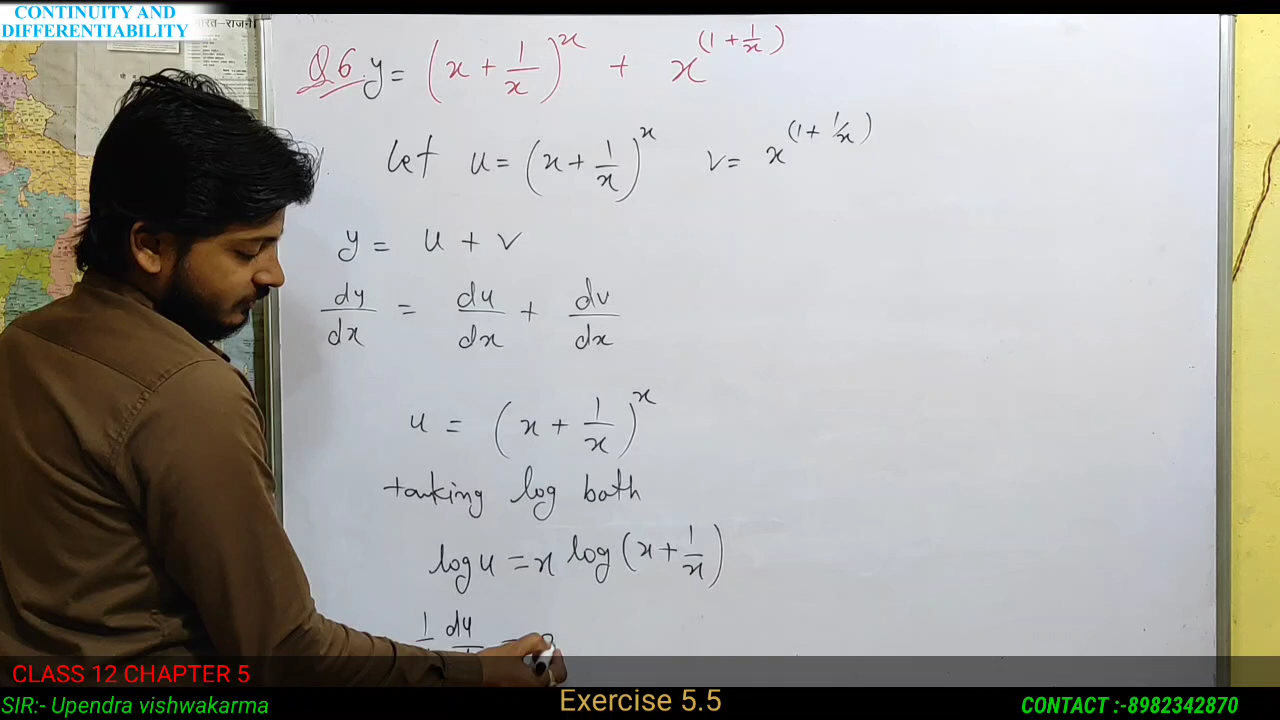 CONTINUITY AND
DIFFERENTIABILITY
Q6 y = (x + 1/x)^x + x^(1 + 1/x)
let u = (x + 1/x)^x v = x^(1 + 1/x)
y = u + v
dy/dx = du/dx + dv/dx
u = (x + 1/x)^x
taking log both
log u = x log (x + 1/x)
CLASS 12 CHAPTER 5
SIR:- Upendra vishwakarma
Exercise 5.5
CONTACT :-8982342870